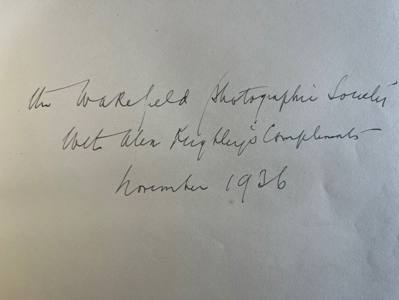 The Wakefield Photographic Society
With Alex Keighley's Compliments
November 1936